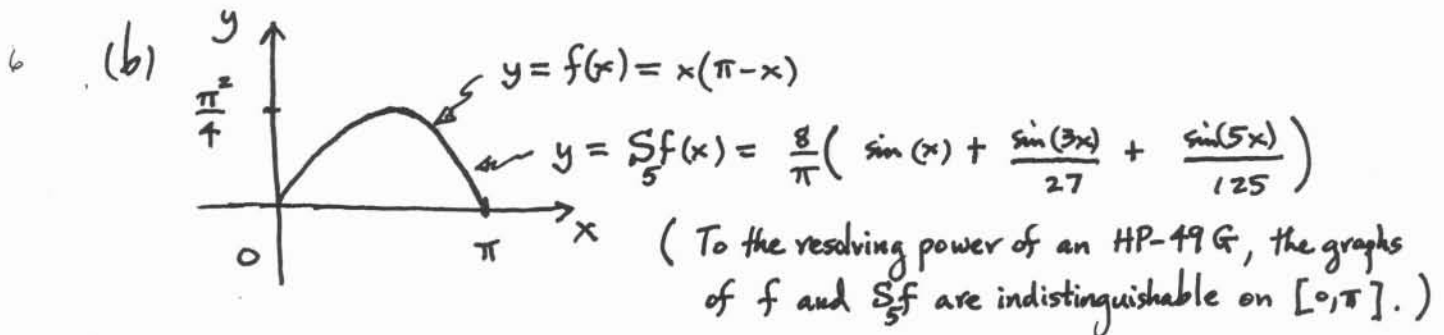 6 (b) y
π²/4
y = f(x) = x(π-x)
y = S₅f(x) = 8/π( sin(x) + sin(3x)/27 + sin(5x)/125 )
0 π x
( To the resolving power of an HP-49G, the graphs
of f and S₅f are indistinguishable on [0,π]. )